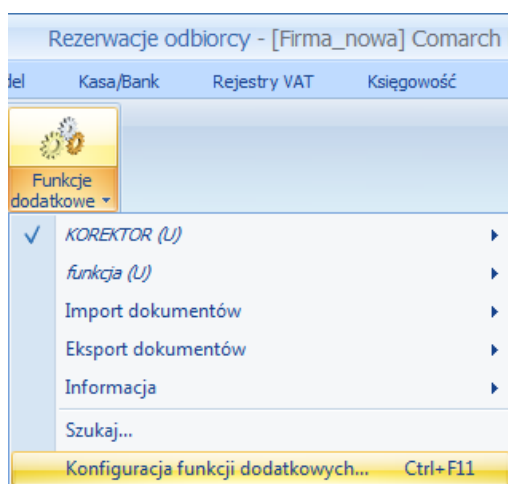 Rezerwacje odbiorcy - [Firma_nowa] Comarch
del Kasa/Bank Rejestry VAT Księgowość
Funkcje
dodatkowe
KOREKTOR (U)
funkcja (U)
Import dokumentów
Eksport dokumentów
Informacja
Szukaj...
Konfiguracja funkcji dodatkowych... Ctrl+F11